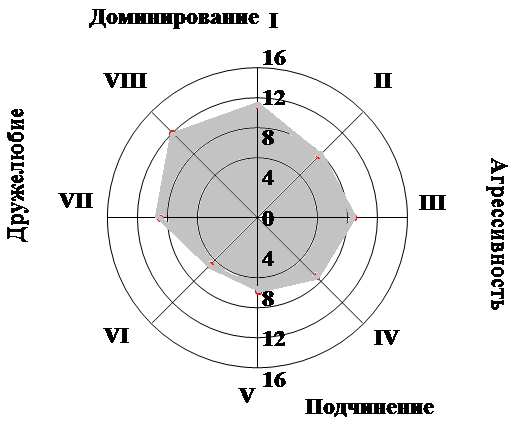 Доминирование I
16
VIII
II
12
8
Дружелюбие
4
VII
0
III
Агрессивность
4
8
VI
12
IV
16
V
Подчинение